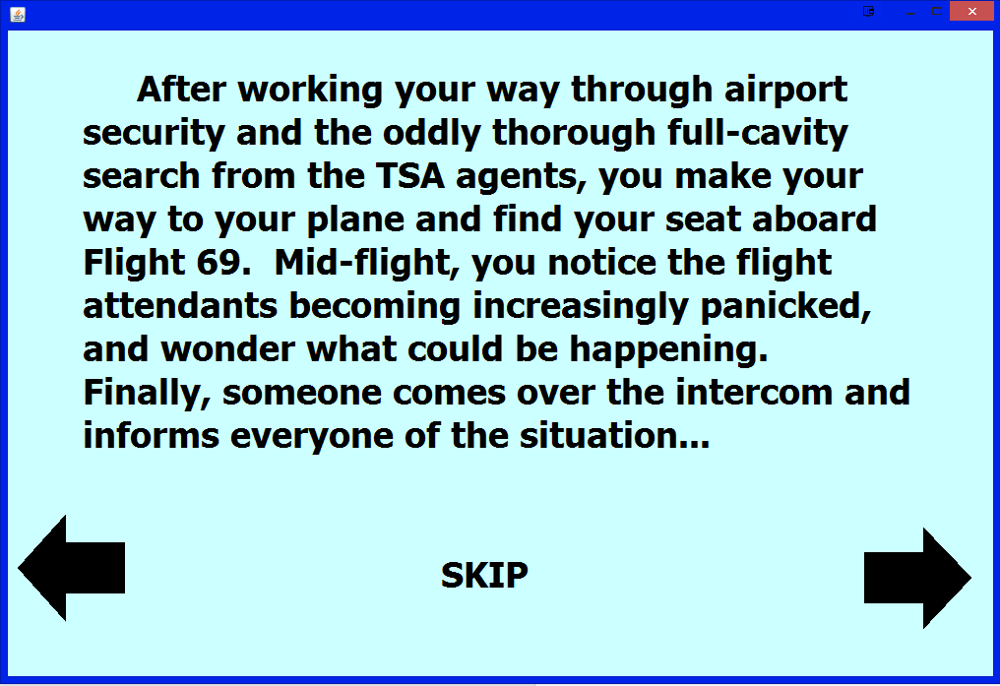 After working your way through airport
security and the oddly thorough full-cavity
search from the TSA agents, you make your
way to your plane and find your seat aboard
Flight 69.  Mid-flight, you notice the flight
attendants becoming increasingly panicked,
and wonder what could be happening.
Finally, someone comes over the intercom and
informs everyone of the situation...
SKIP